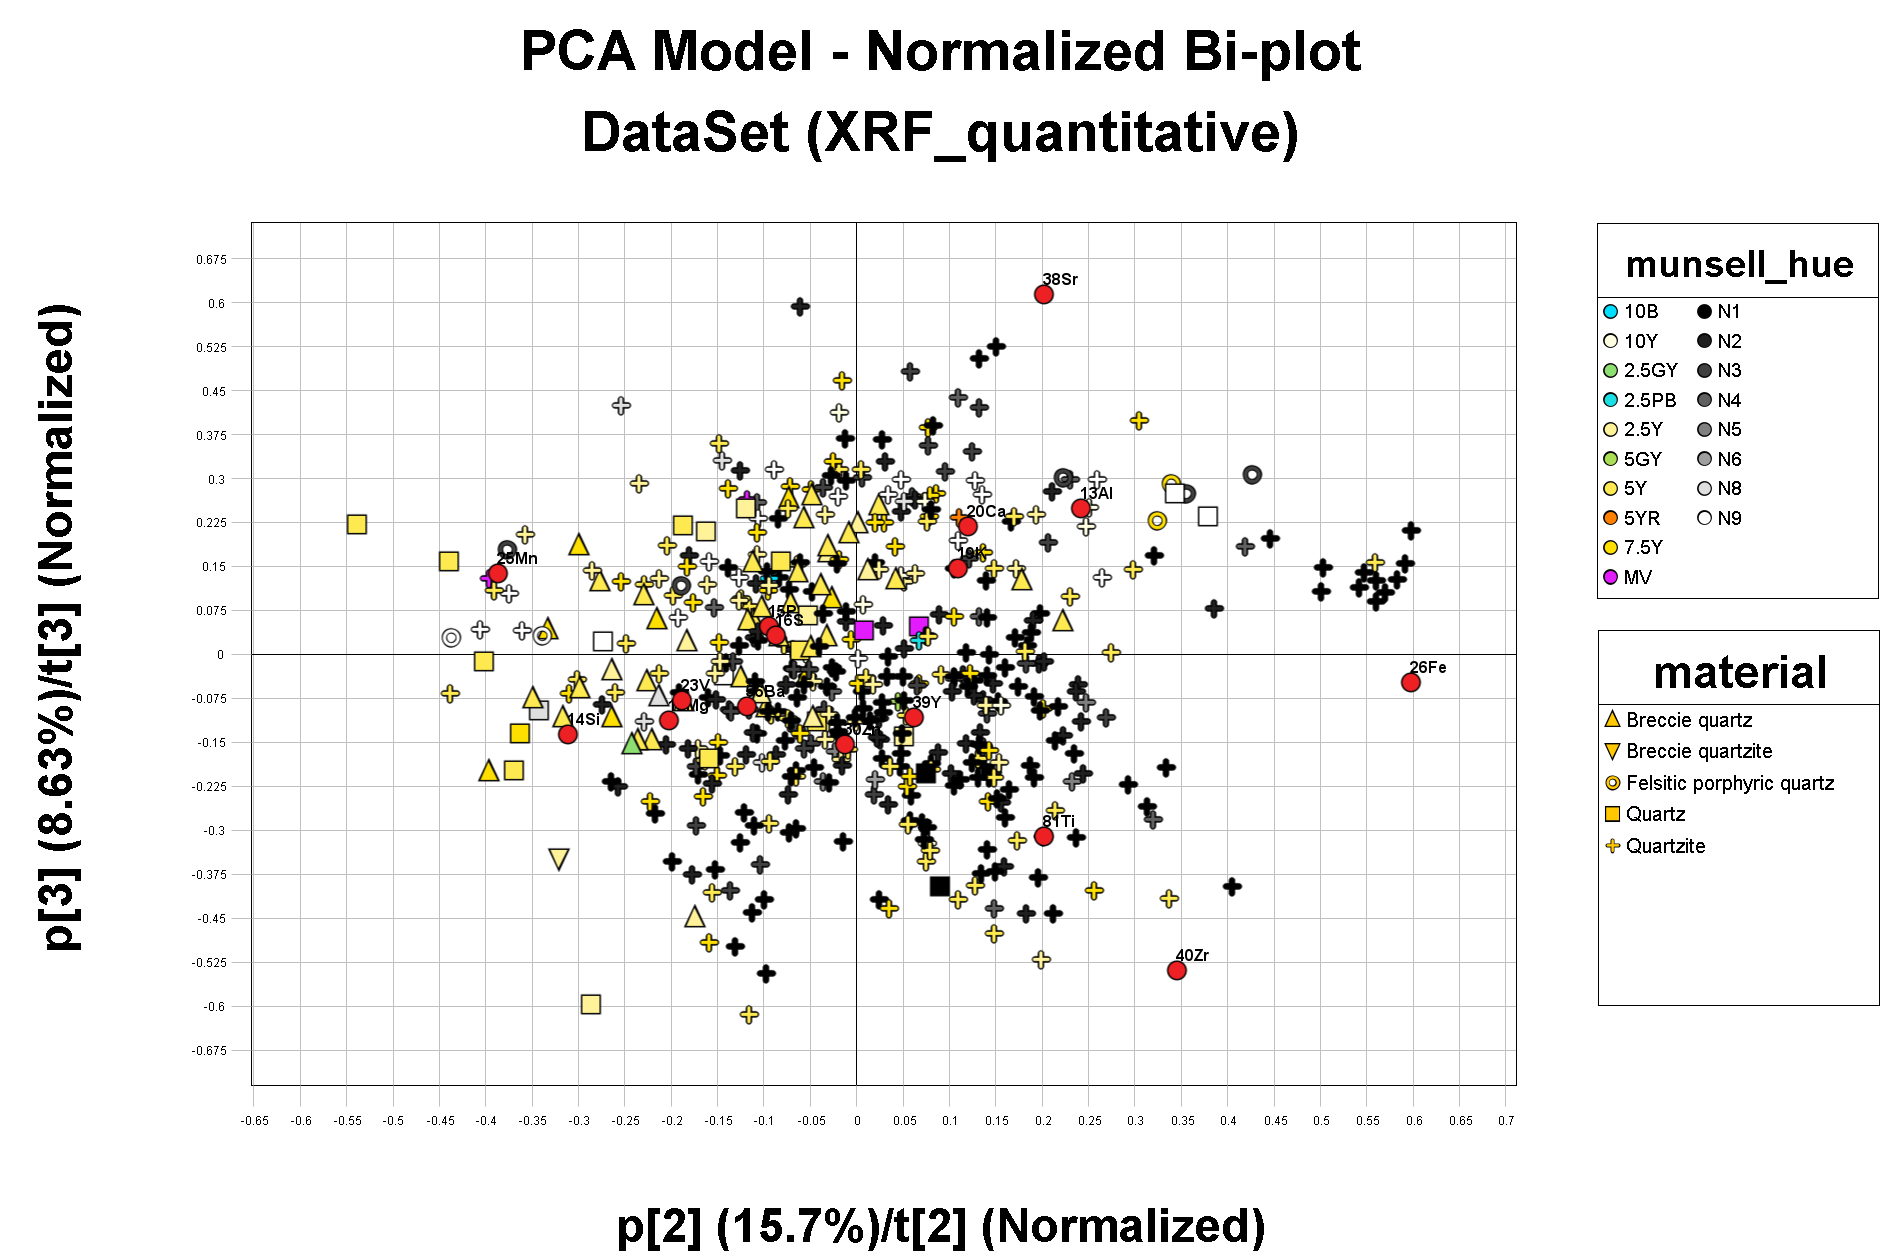 PCA Model - Normalized Bi-plot
DataSet (XRF_quantitative)
p[3] (8.63%)/t[3] (Normalized)
0.675
0.6
0.525
0.45
0.375
0.3
0.225
0.15
0.075
0
-0.075
-0.15
-0.225
-0.3
-0.375
-0.45
-0.525
-0.6
-0.675
38Sr
13Al
20Ca
19K
25Mn
15P
16S
26Fe
23V
56Ba
39Y
14Si
30Zn
81Ti
40Zr
-0.65 -0.6 -0.55 -0.5 -0.45 -0.4 -0.35 -0.3 -0.25 -0.2 -0.15 -0.1 -0.05 0 0.05 0.1 0.15 0.2 0.25 0.3 0.35 0.4 0.45 0.5 0.55 0.6 0.65 0.7
p[2] (15.7%)/t[2] (Normalized)
munsell_hue
10B N1
10Y N2
2.5GY N3
2.5PB N4
2.5Y N5
5GY N6
5Y N8
5YR N9
7.5Y
MV
material
Breccie quartz
Breccie quartzite
Felsitic porphyric quartz
Quartz
Quartzite